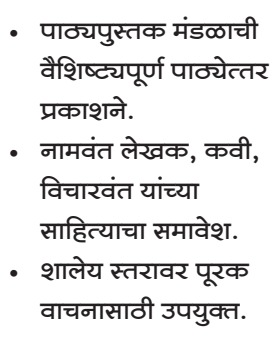 • पाठ्यपुस्तक मंडळाची
वैशिष्ट्यपूर्ण पाठ्येत्तर
प्रकाशने.
• नामवंत लेखक, कवी,
विचारवंत यांच्या
साहित्याचा समावेश.
• शालेय स्तरावर पूरक
वाचनासाठी उपयुक्त.